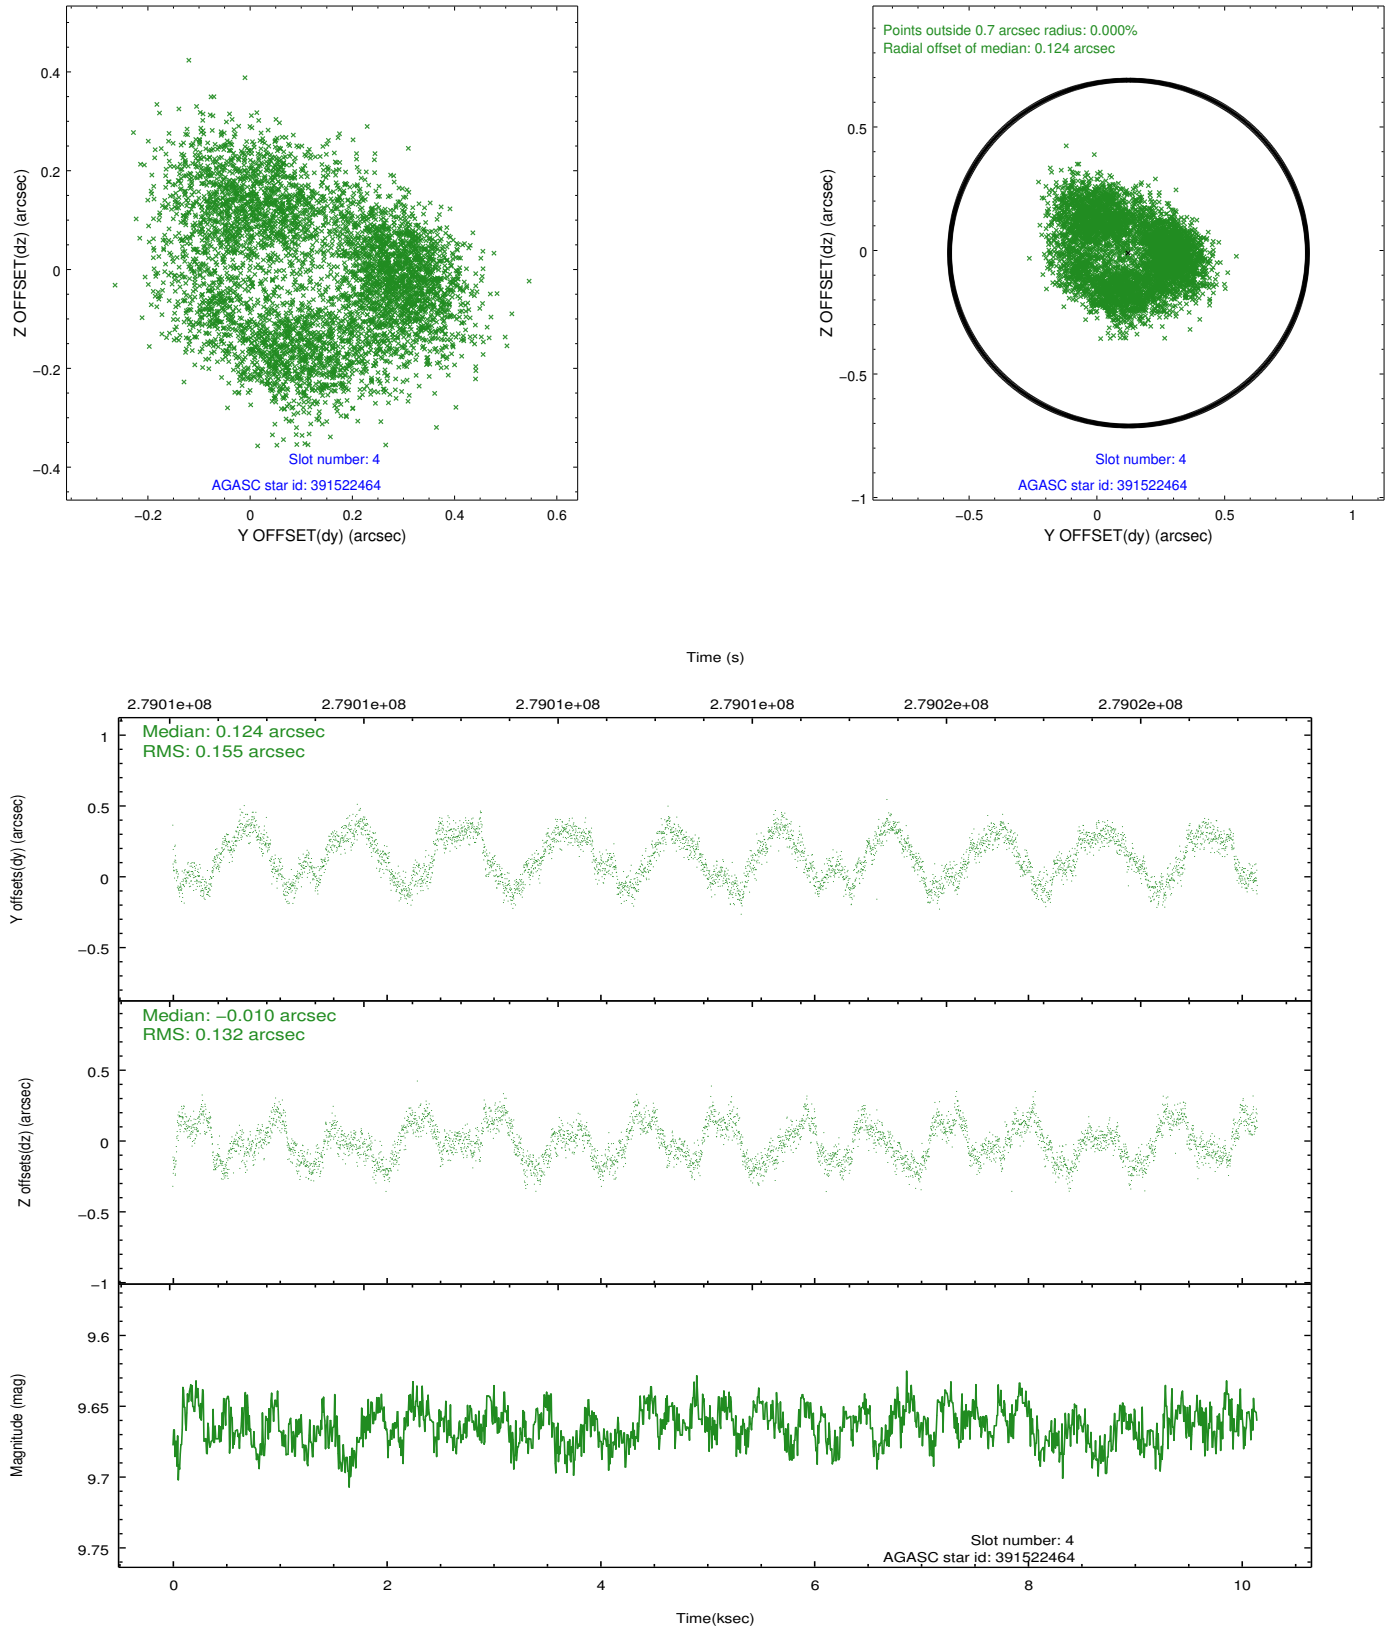 0.4
0.2
0
−0.2
−0.4
Z OFFSET(dz) (arcsec)
Slot number: 4
AGASC star id: 391522464
−0.2 0 0.2 0.4 0.6
Y OFFSET(dy) (arcsec)
Points outside 0.7 arcsec radius: 0.000%
Radial offset of median: 0.124 arcsec
0.5
0
−0.5
−1
Z OFFSET(dz) (arcsec)
Slot number: 4
AGASC star id: 391522464
−0.5 0 0.5 1
Y OFFSET(dy) (arcsec)
Time (s)
2.7901e+08 2.7901e+08 2.7901e+08 2.7901e+08 2.7902e+08 2.7902e+08
Median: 0.124 arcsec
RMS: 0.155 arcsec
1
0.5
0
−0.5
Y offsets(dy) (arcsec)
Median: −0.010 arcsec
RMS: 0.132 arcsec
0.5
0
−0.5
−1
Z offsets(dz) (arcsec)
9.6
9.65
9.7
9.75
Magnitude (mag)
Slot number: 4
AGASC star id: 391522464
0 2 4 6 8 10
Time(ksec)